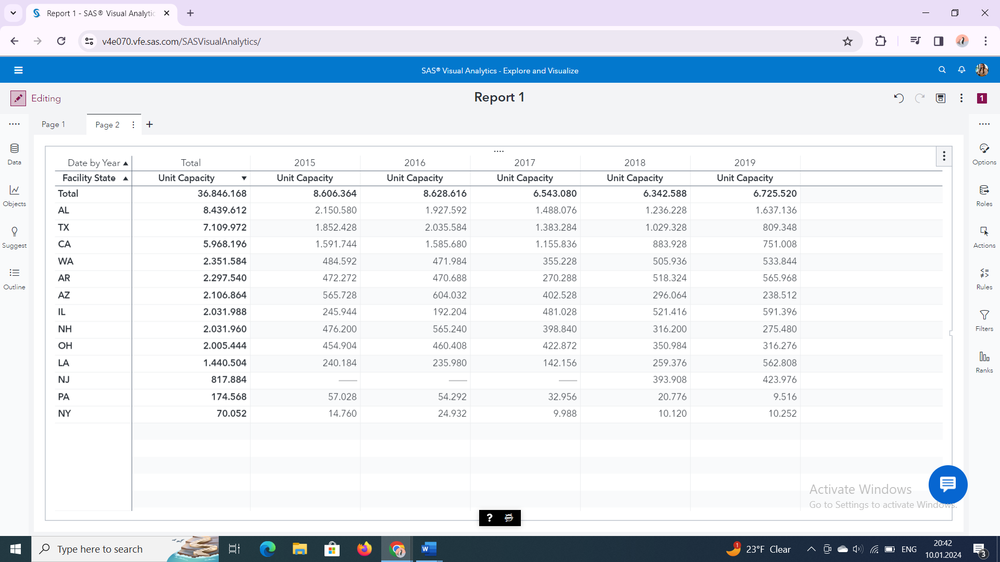 Report 1 - SAS® Visual Analytic
v4e070.vfe.sas.com/SASVisualAnalytics/
SAS® Visual Analytics - Explore and Visualize
Editing
Report 1
1
Page 1
Page 2
Data
Objects
Suggest
Outline
Date by Year Total 2015 2016 2017 2018 2019
Facility State Unit Capacity Unit Capacity Unit Capacity Unit Capacity Unit Capacity Unit Capacity
Total 36.846.168 8.606.364 8.628.616 6.543.080 6.342.588 6.725.520
AL 8.439.612 2.150.580 1.927.592 1.488.076 1.236.228 1.637.136
TX 7.109.972 1.852.428 2.035.584 1.383.284 1.029.328 809.348
CA 5.968.196 1.591.744 1.585.680 1.155.836 883.928 751.008
WA 2.351.584 484.592 471.984 355.228 505.936 533.844
AR 2.297.540 472.272 470.688 270.288 518.324 565.968
AZ 2.106.864 565.728 604.032 402.528 296.064 238.512
IL 2.031.988 245.944 192.204 481.028 521.416 591.396
NH 2.031.960 476.200 565.240 398.840 316.200 275.480
OH 2.005.444 454.904 460.408 422.872 350.984 316.276
LA 1.440.504 240.184 235.980 142.156 259.376 562.808
NJ 817.884 — — — 393.908 423.976
PA 174.568 57.028 54.292 32.956 20.776 9.516
NY 70.052 14.760 24.932 9.988 10.120 10.252
Options
Roles
Actions
Rules
Filters
Ranks
Activate Windows
Go to Settings to activate Windows.
?
Type here to search
1
23°F Clear
ENG
20:42
10.01.2024
3